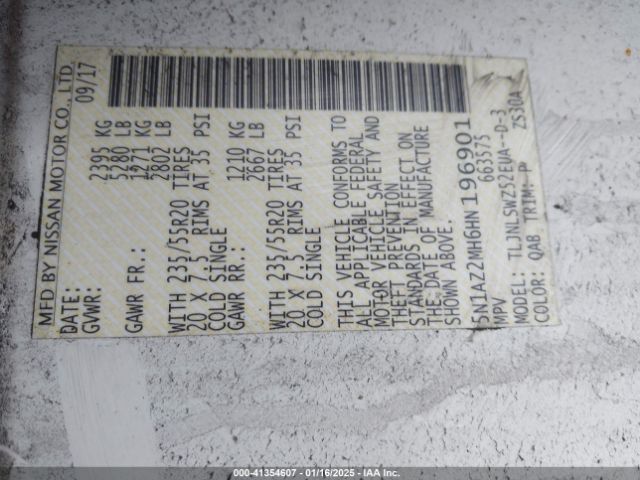 MFD BY NISSAN MOTOR CO., LTD.
DATE: 09/17
GVWR: 2395 KG
5280 LB
GAWR FR.: 1271 KG
2802 LB
WITH 235/55R20 TIRES
20 X 7.5 RIMS AT 35 PSI
COLD SINGLE
GAWR RR.: 1210 KG
2667 LB
WITH 235/55R20 TIRES
20 X 7.5 RIMS AT 35 PSI
COLD SINGLE
THIS VEHICLE CONFORMS TO
ALL APPLICABLE FEDERAL
MOTOR VEHICLE SAFETY AND
THEFT PREVENTION
STANDARDS IN EFFECT ON
THE DATE OF MANUFACTURE
SHOWN ABOVE.
5N1AZ2MH6HN196901
MPV 663575
MODEL: TLJNLSWZ52EUA--D-3
COLOR: QAB TRIM: P ZS30A
000-41354607 - 01/16/2025 - IAA Inc.